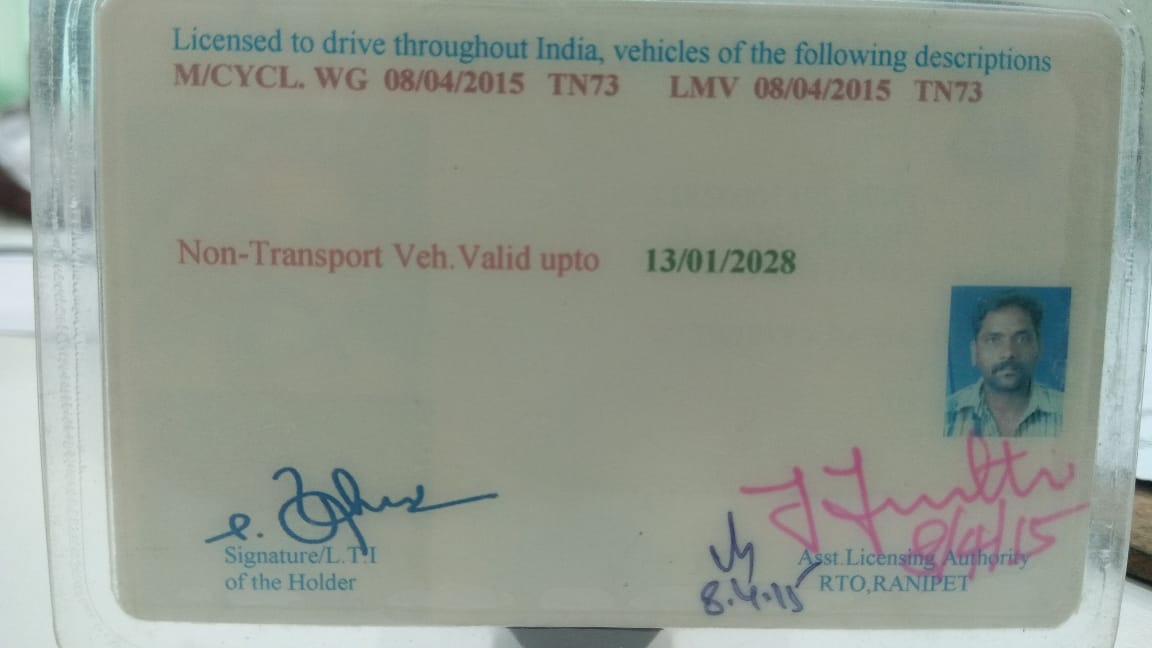 Licensed to drive throughout India, vehicles of the following descriptions
M/CYCL. WG 08/04/2015 TN73 LMV 08/04/2015 TN73
Non-Transport Veh.Valid upto 13/01/2028
8/4/15
Signature/L.T.I
Asst.Licensing Authority
of the Holder
8.4.15
RTO,RANIPET